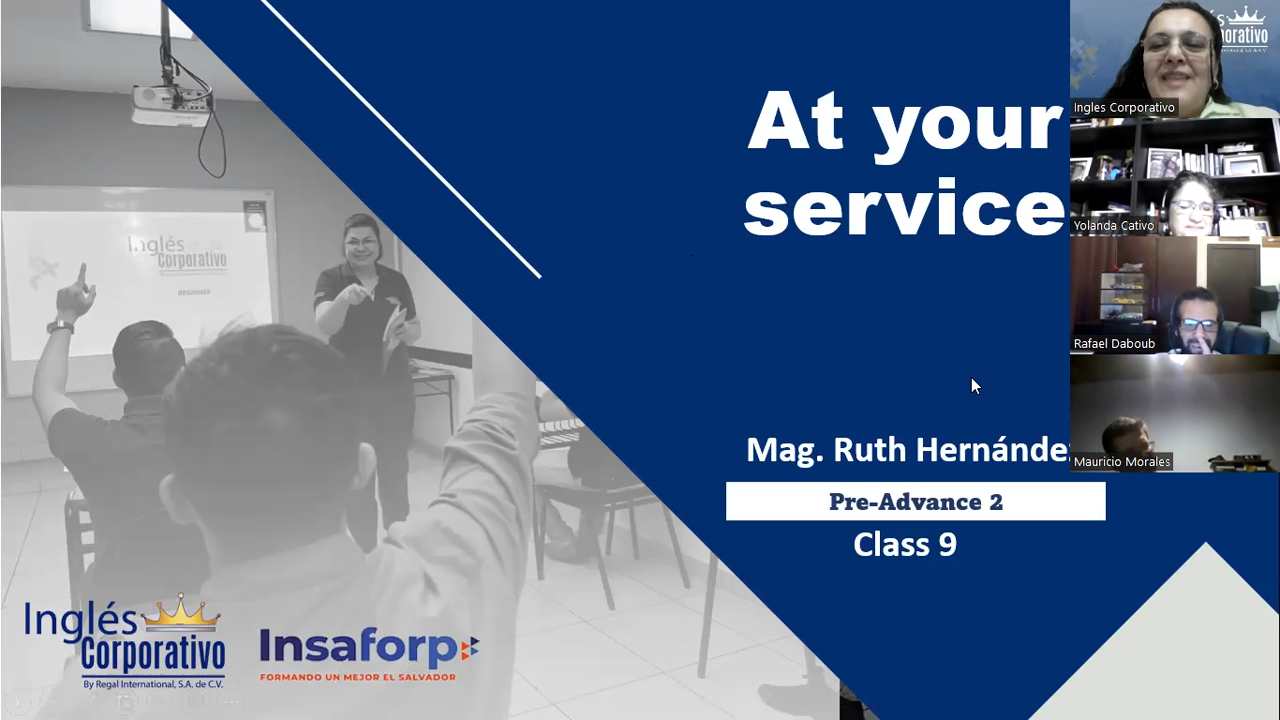 At your
service
Mag. Ruth Hernánde
Pre-Advance 2
Class 9
Inglés
Corporativo
Inglés
Corporativo
By Regal International, S.A. de C.V.
Insaforp
FORMANDO UN MEJOR EL SALVADOR
Ingles Corporativo
Yolanda Cativo
Rafael Daboub
Mauricio Morales